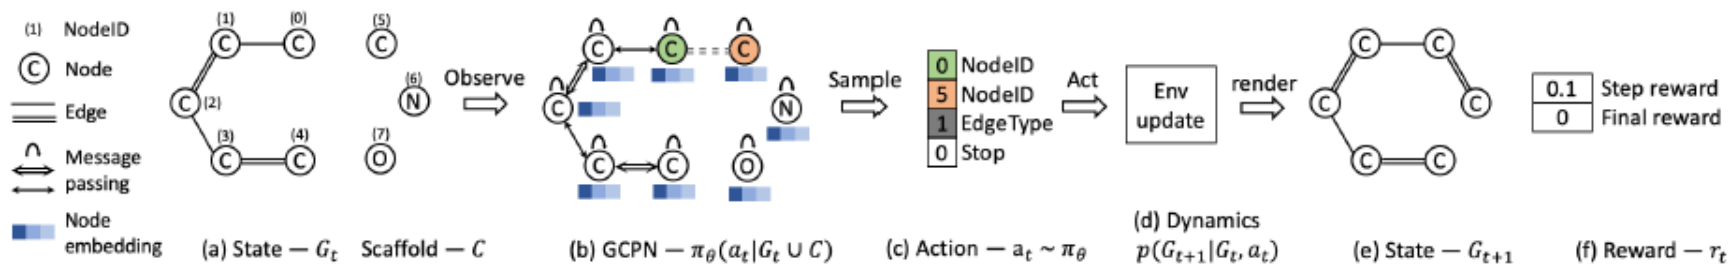 (1) NodeID
C Node
Edge
Message
passing
Node
embedding
(1) (0) (5)
C C C
(6)
C (2) N
(3) (4) (7)
C C O
(a) State — G_t Scaffold — C
Observe
C C C
C N
C C O
(b) GCPN — π_θ(a_t|G_t ∪ C)
Sample
0 NodeID
5 NodeID
1 EdgeType
0 Stop
(c) Action — a_t ~ π_θ
Act
Env
update
(d) Dynamics
p(G_{t+1}|G_t, a_t)
render
C C
C C
C C
(e) State — G_{t+1}
0.1 Step reward
0 Final reward
(f) Reward — r_t